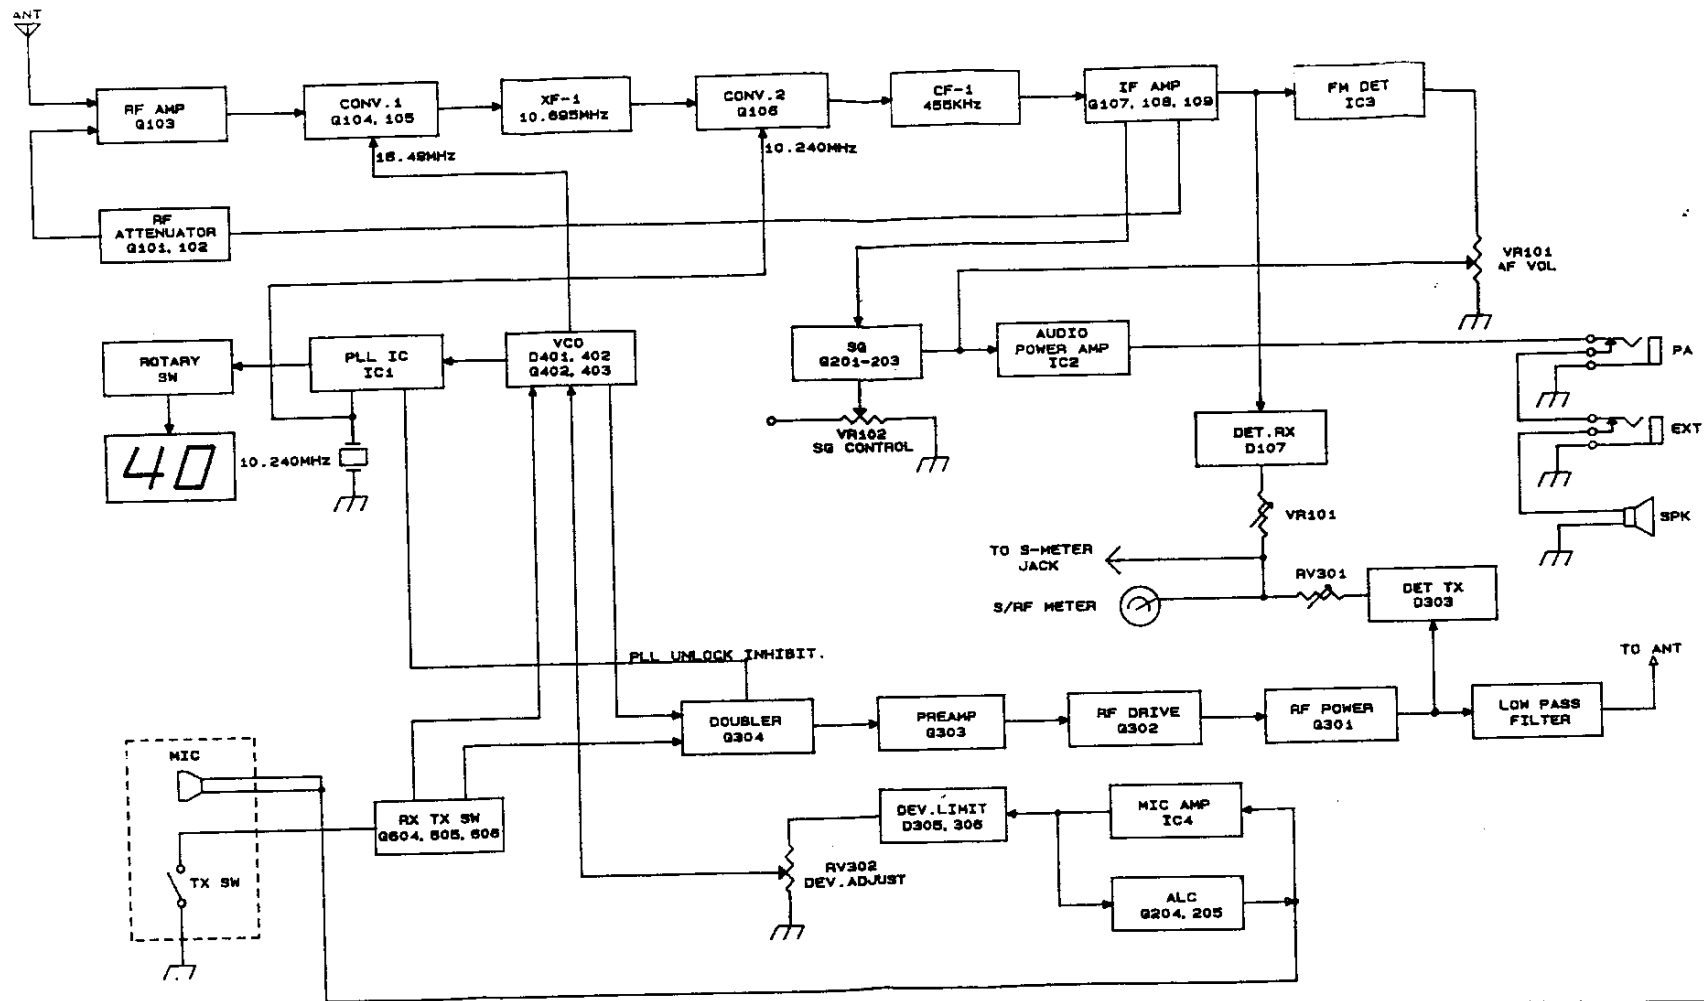 ANT
RF AMP
Q103
CONV.1
Q104, 105
XF-1
10.695MHz
CONV.2
Q106
CF-1
455KHz
IF AMP
Q107, 108, 109
FM DET
IC3
16.49MHz
10.240MHz
RF
ATTENUATOR
Q101, 102
VR101
AF VOL
ROTARY
SW
PLL IC
IC1
VCO
D401, 402
Q402, 403
SQ
Q201-203
AUDIO
POWER AMP
IC2
PA
VR102
SQ CONTROL
EXT
40
10.240MHz
DET.RX
D107
VR101
SPK
TO S-METER
JACK
S/RF METER
RV301
DET TX
D303
PLL UNLOCK INHIBIT.
TO ANT
DOUBLER
Q304
PREAMP
Q303
RF DRIVE
Q302
RF POWER
Q301
LOW PASS
FILTER
MIC
RX TX SW
Q604, 605, 606
DEV.LIMIT
D305, 306
MIC AMP
IC4
TX SW
RV302
DEV.ADJUST
ALC
Q204, 205